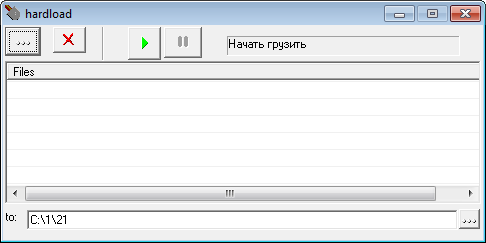 hardload
...
Начать грузить
Files
to:
C:\1\21
...